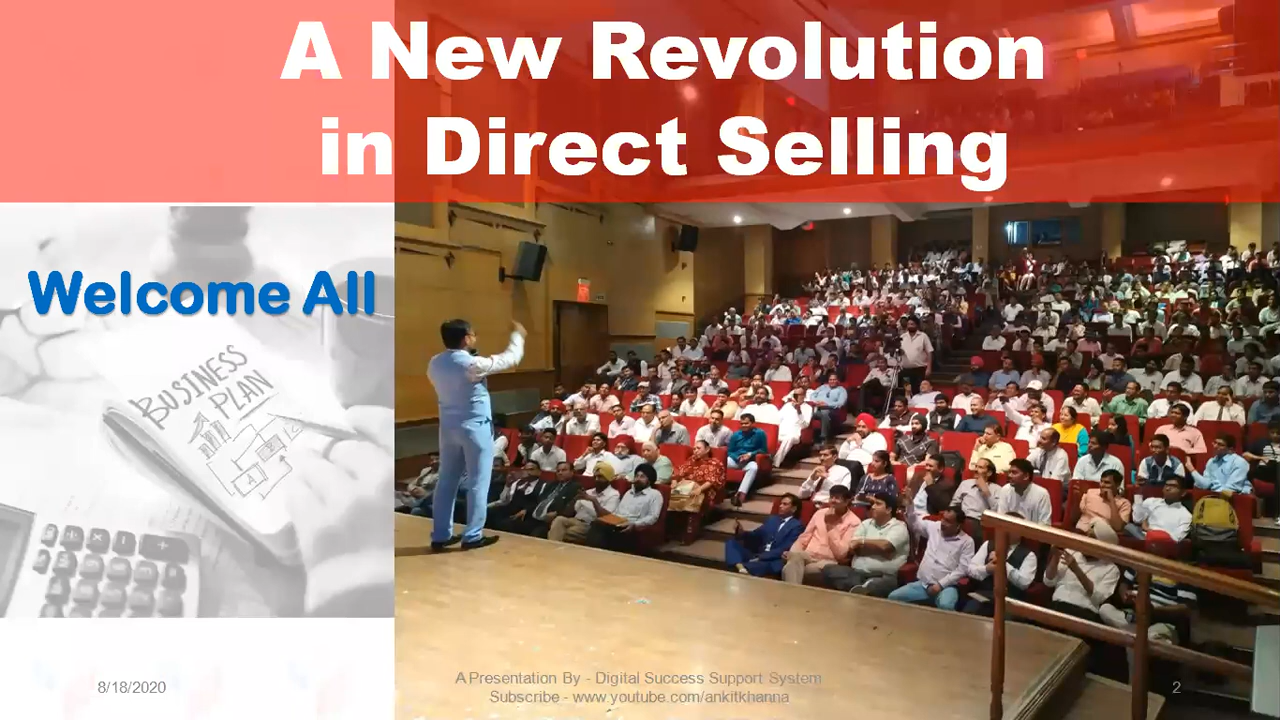 A New Revolution
in Direct Selling
Welcome All
BUSINESS
PLAN
A
B
C
8/18/2020
A Presentation By - Digital Success Support System
Subscribe - www.youtube.com/ankitkhanna
2